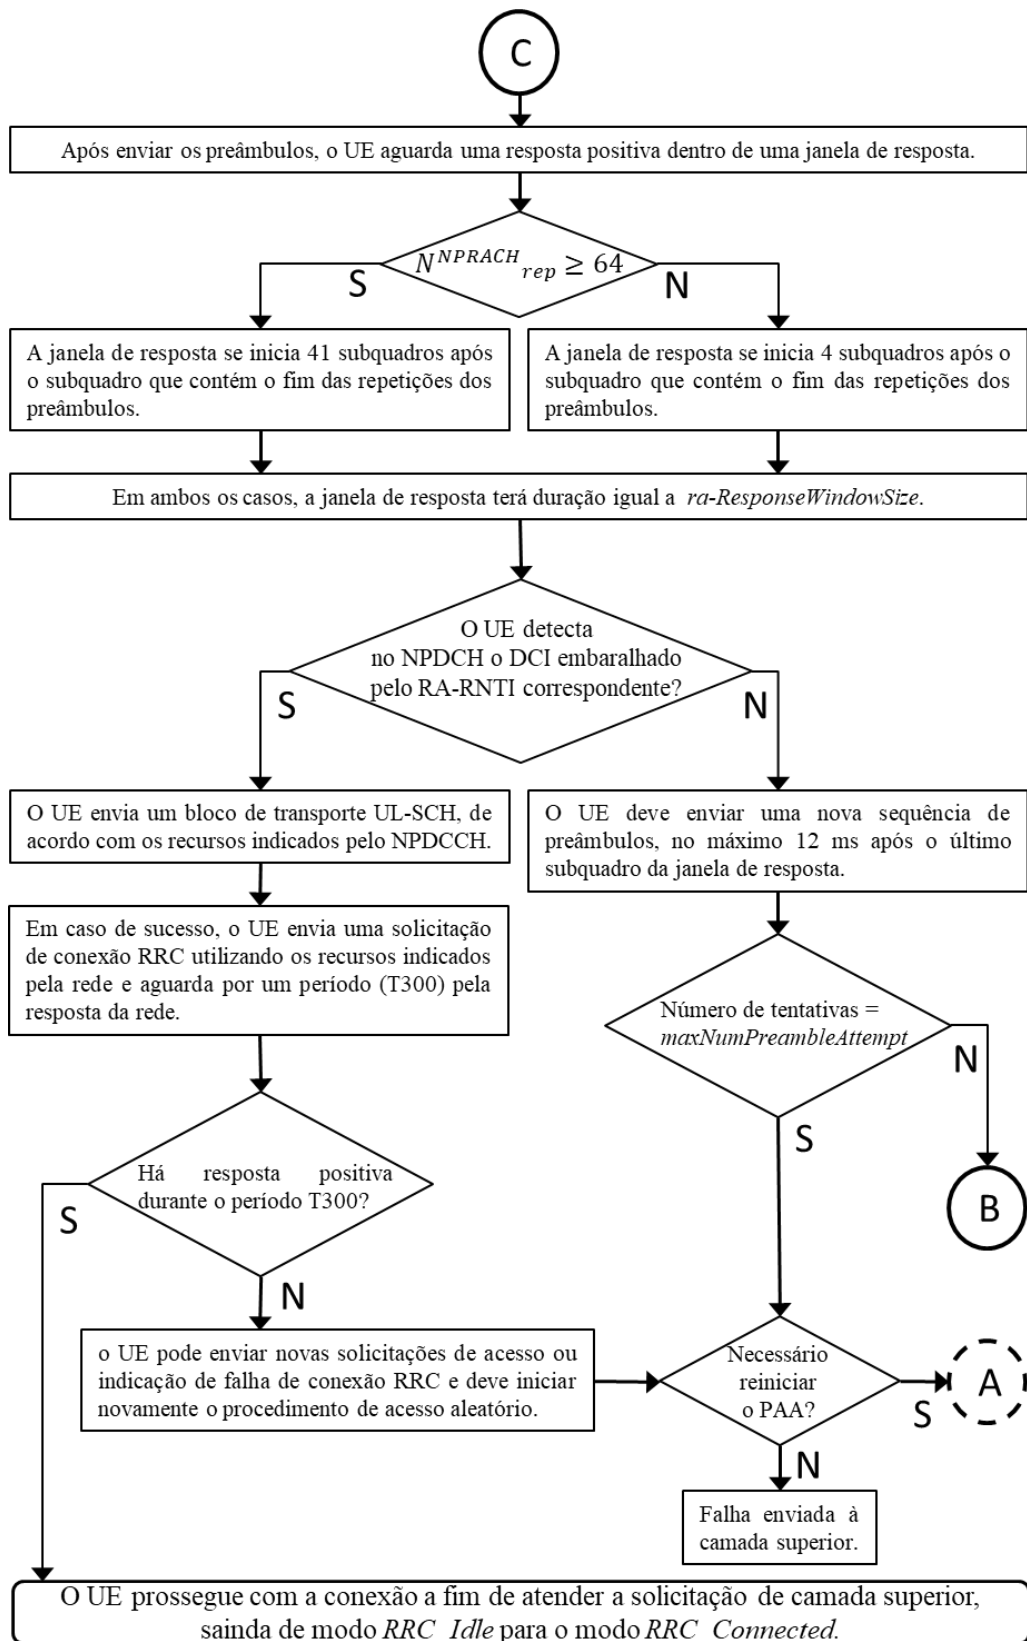 C
Após enviar os preâmbulos, o UE aguarda uma resposta positiva dentro de uma janela de resposta.
N^{NPRACH}_{rep} ≥ 64
S
N
A janela de resposta se inicia 41 subquadros após
o subquadro que contém o fim das repetições dos
preâmbulos.
A janela de resposta se inicia 4 subquadros após o
subquadro que contém o fim das repetições dos
preâmbulos.
Em ambos os casos, a janela de resposta terá duração igual a ra-ResponseWindowSize.
O UE detecta
no NPDCH o DCI embaralhado
pelo RA-RNTI correspondente?
S
N
O UE envia um bloco de transporte UL-SCH, de
acordo com os recursos indicados pelo NPDCCH.
O UE deve enviar uma nova sequência de
preâmbulos, no máximo 12 ms após o último
subquadro da janela de resposta.
Em caso de sucesso, o UE envia uma solicitação
de conexão RRC utilizando os recursos indicados
pela rede e aguarda por um período (T300) pela
resposta da rede.
Número de tentativas =
maxNumPreambleAttempt
N
S
B
Há resposta positiva
durante o período T300?
S
N
o UE pode enviar novas solicitações de acesso ou
indicação de falha de conexão RRC e deve iniciar
novamente o procedimento de acesso aleatório.
Necessário
reiniciar
o PAA?
S
A
N
Falha enviada à
camada superior.
O UE prossegue com a conexão a fim de atender a solicitação de camada superior,
sainda de modo RRC_Idle para o modo RRC_Connected.